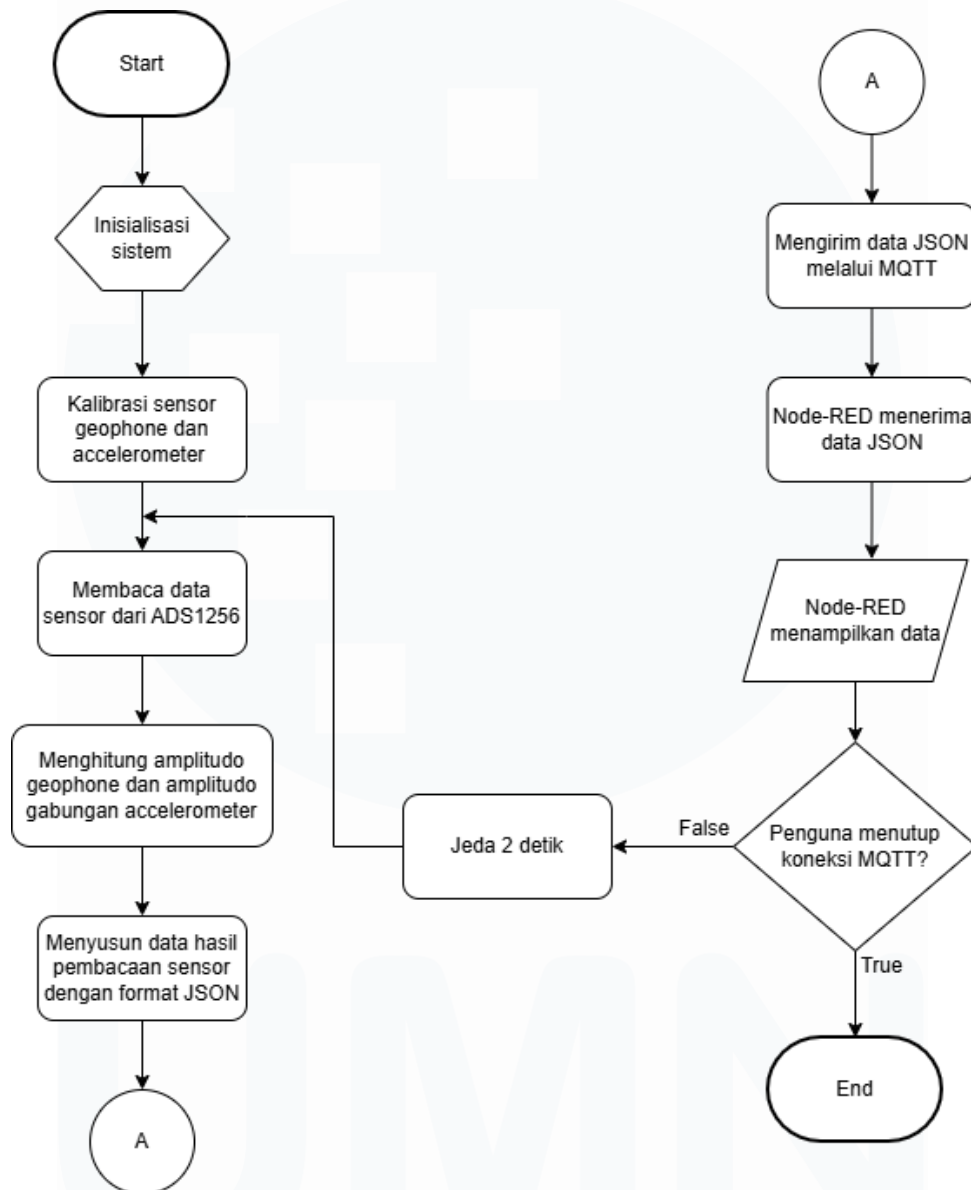 Start
Inisialisasi
sistem
Kalibrasi sensor
geophone dan
accelerometer
Membaca data
sensor dari ADS1256
Menghitung amplitudo
geophone dan amplitudo
gabungan accelerometer
Menyusun data hasil
pembacaan sensor
dengan format JSON
A
A
Mengirim data JSON
melalui MQTT
Node-RED menerima
data JSON
Node-RED
menampilkan data
Penguna menutup
koneksi MQTT?
False
Jeda 2 detik
True
End
UMN